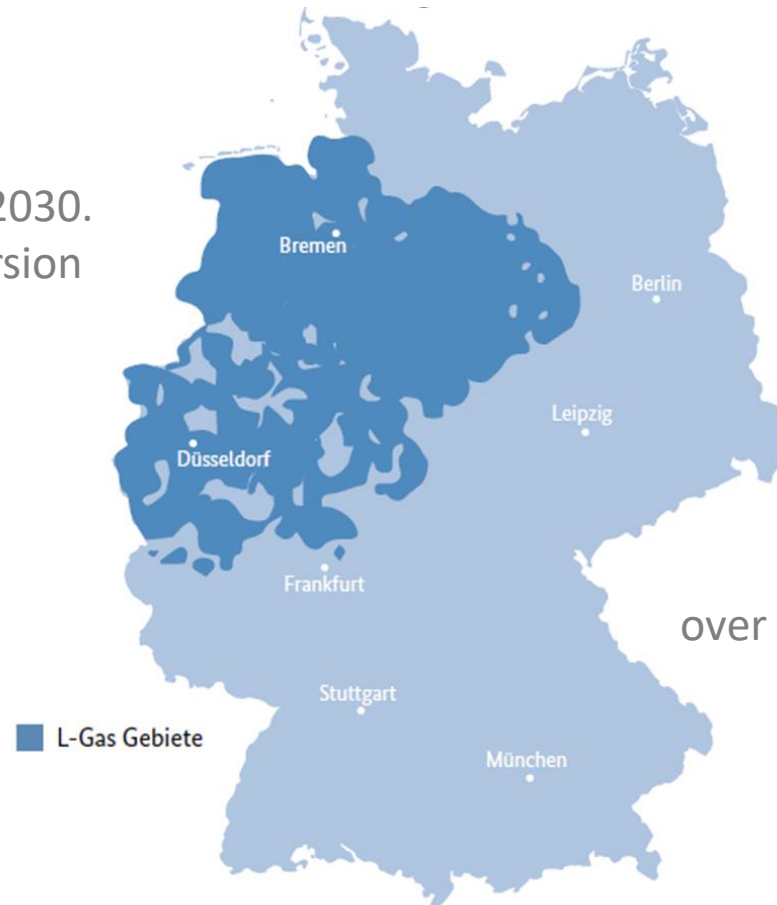 2030.
rsion
Bremen
Berlin
Leipzig
Düsseldorf
Frankfurt
over
Stuttgart
L-Gas Gebiete
München